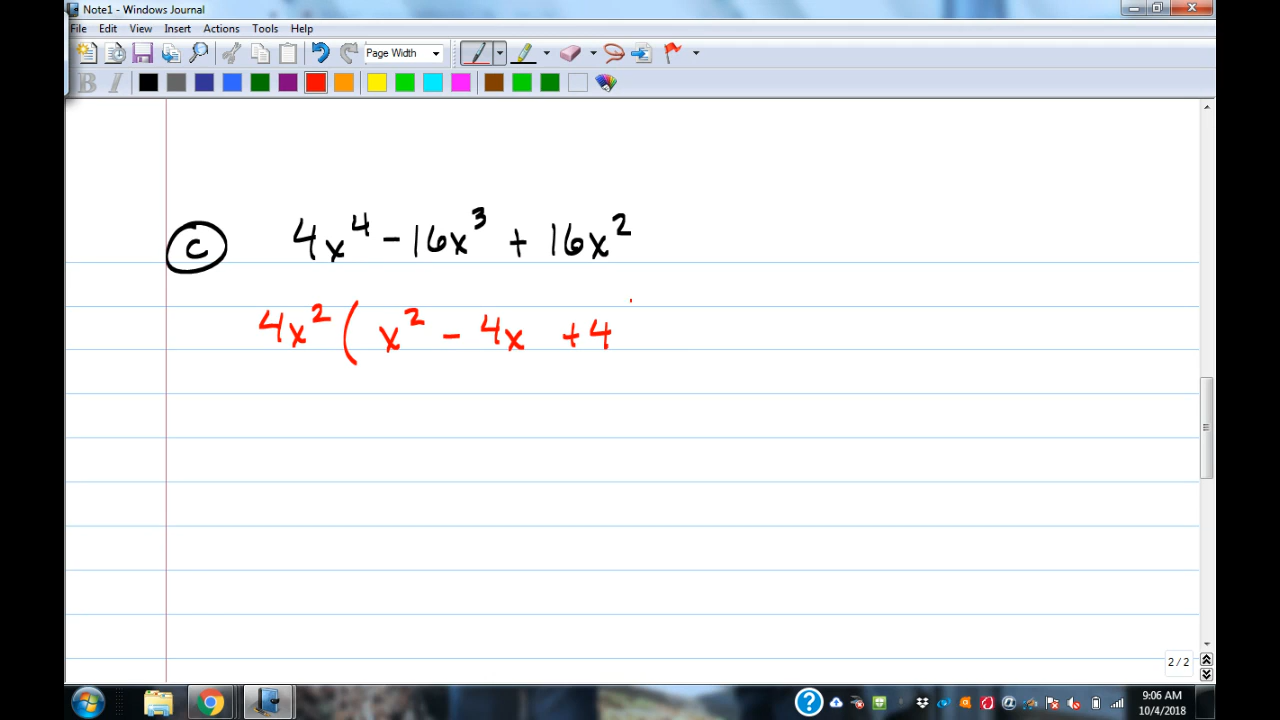 Note1 - Windows Journal
File Edit View Insert Actions Tools Help
Page Width
B I
C 4x⁴ - 16x³ + 16x²
4x² ( x² - 4x + 4
2 / 2
9:06 AM
10/4/2018